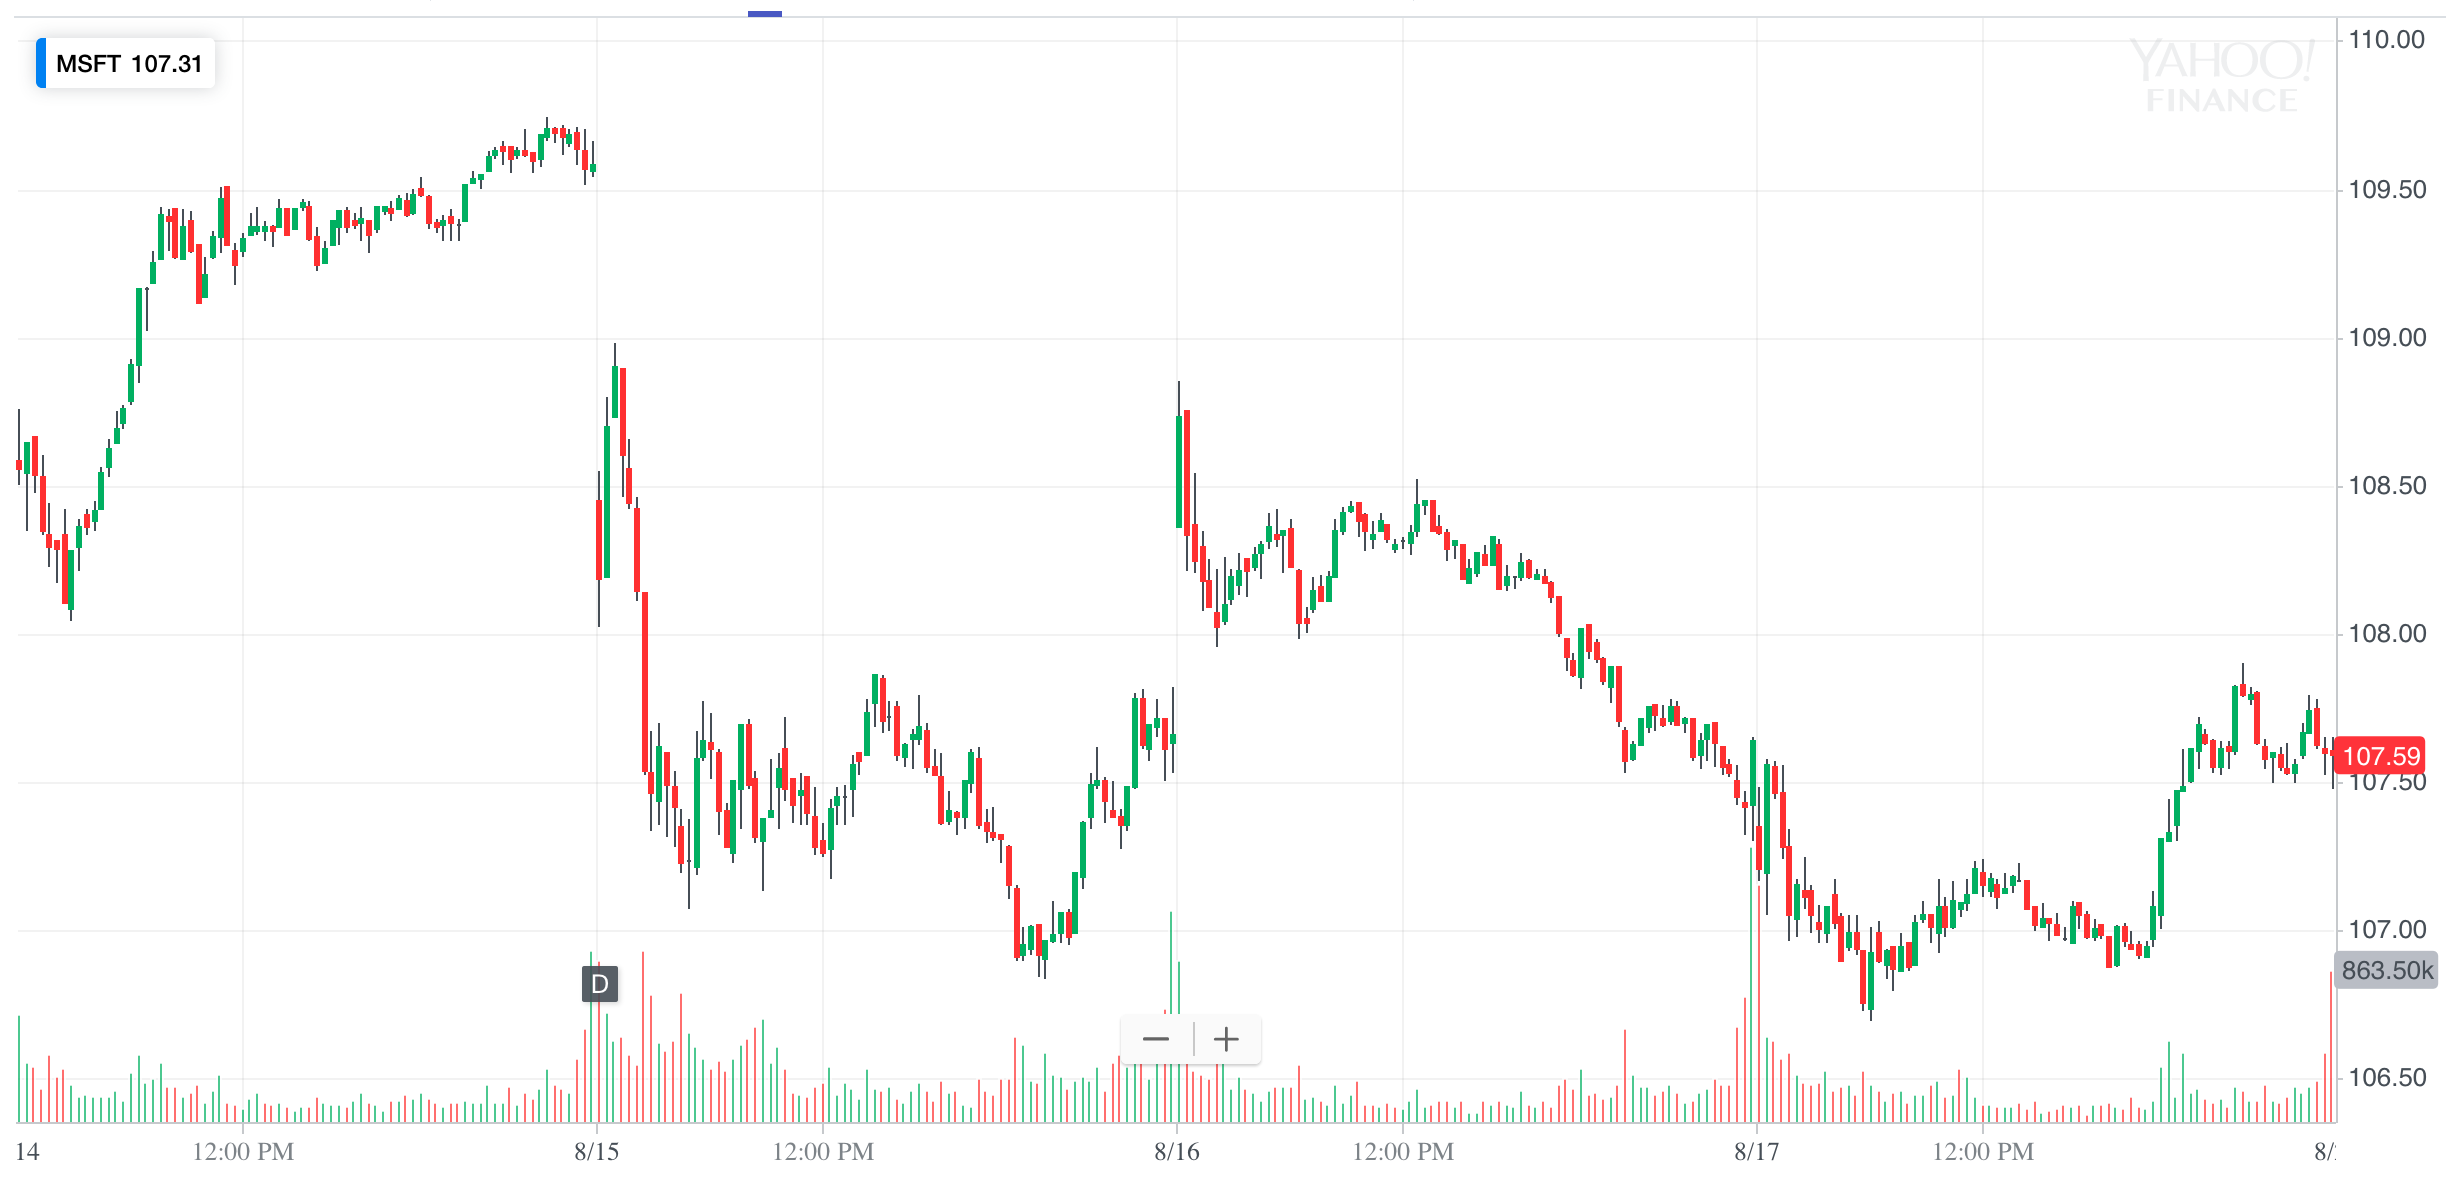 MSFT 107.31
YAHOO!
FINANCE
110.00
109.50
109.00
108.50
108.00
107.59
107.50
107.00
863.50k
106.50
D
− +
14 12:00 PM 8/15 12:00 PM 8/16 12:00 PM 8/17 12:00 PM 8/